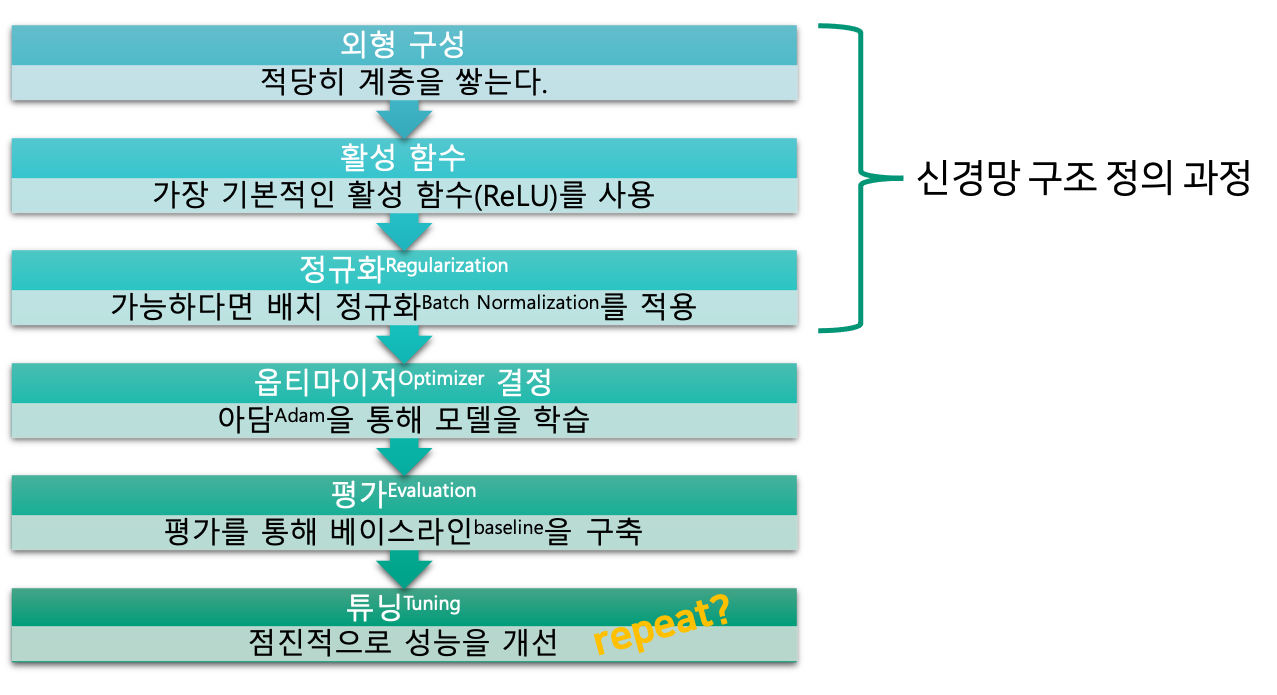 외형 구성
적당히 계층을 쌓는다.
활성 함수
가장 기본적인 활성 함수(ReLU)를 사용
정규화Regularization
가능하다면 배치 정규화Batch Normalization를 적용
신경망 구조 정의 과정
옵티마이저Optimizer 결정
아담Adam을 통해 모델을 학습
평가Evaluation
평가를 통해 베이스라인baseline을 구축
튜닝Tuning
점진적으로 성능을 개선
repeat?